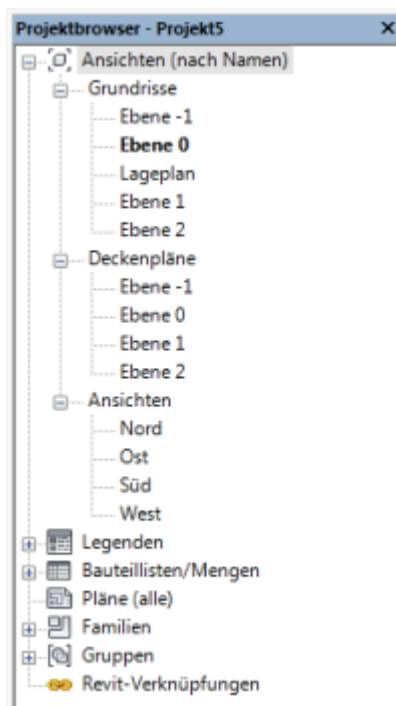 Projektbrowser - Projekt5
Ansichten (nach Namen)
Grundrisse
Ebene -1
Ebene 0
Lageplan
Ebene 1
Ebene 2
Deckenpläne
Ebene -1
Ebene 0
Ebene 1
Ebene 2
Ansichten
Nord
Ost
Süd
West
Legenden
Bauteillisten/Mengen
Pläne (alle)
Familien
Gruppen
Revit-Verknüpfungen